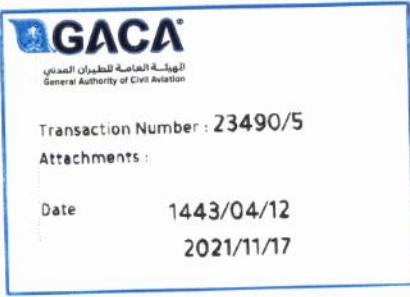 GACA
الهيئة العامة للطيران المدني
General Authority of Civil Aviation
Transaction Number : 23490/5
Attachments :
Date 1443/04/12
2021/11/17